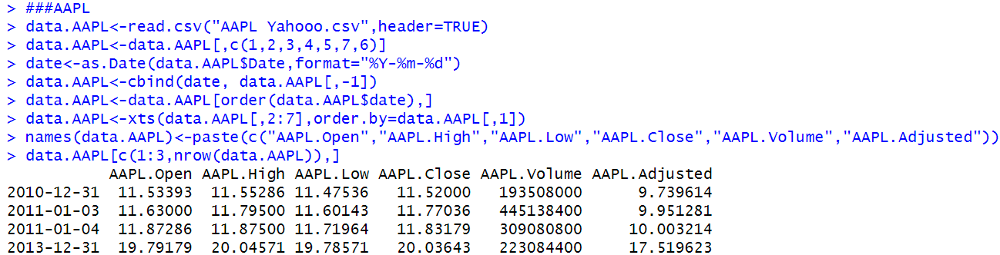 > ###AAPL
> data.AAPL<-read.csv("AAPL Yahooo.csv",header=TRUE)
> data.AAPL<-data.AAPL[,c(1,2,3,4,5,7,6)]
> date<-as.Date(data.AAPL$Date,format="%Y-%m-%d")
> data.AAPL<-cbind(date, data.AAPL[,-1])
> data.AAPL<-data.AAPL[order(data.AAPL$date),]
> data.AAPL<-xts(data.AAPL[,2:7],order.by=data.AAPL[,1])
> names(data.AAPL)<-paste(c("AAPL.Open","AAPL.High","AAPL.Low","AAPL.Close","AAPL.Volume","AAPL.Adjusted"))
> data.AAPL[c(1:3,nrow(data.AAPL)),]
AAPL.Open AAPL.High AAPL.Low AAPL.Close AAPL.Volume AAPL.Adjusted
2010-12-31 11.53393 11.55286 11.47536 11.52000 193508000 9.739614
2011-01-03 11.63000 11.79500 11.60143 11.77036 445138400 9.951281
2011-01-04 11.87286 11.87500 11.71964 11.83179 309080800 10.003214
2013-12-31 19.79179 20.04571 19.78571 20.03643 223084400 17.519623